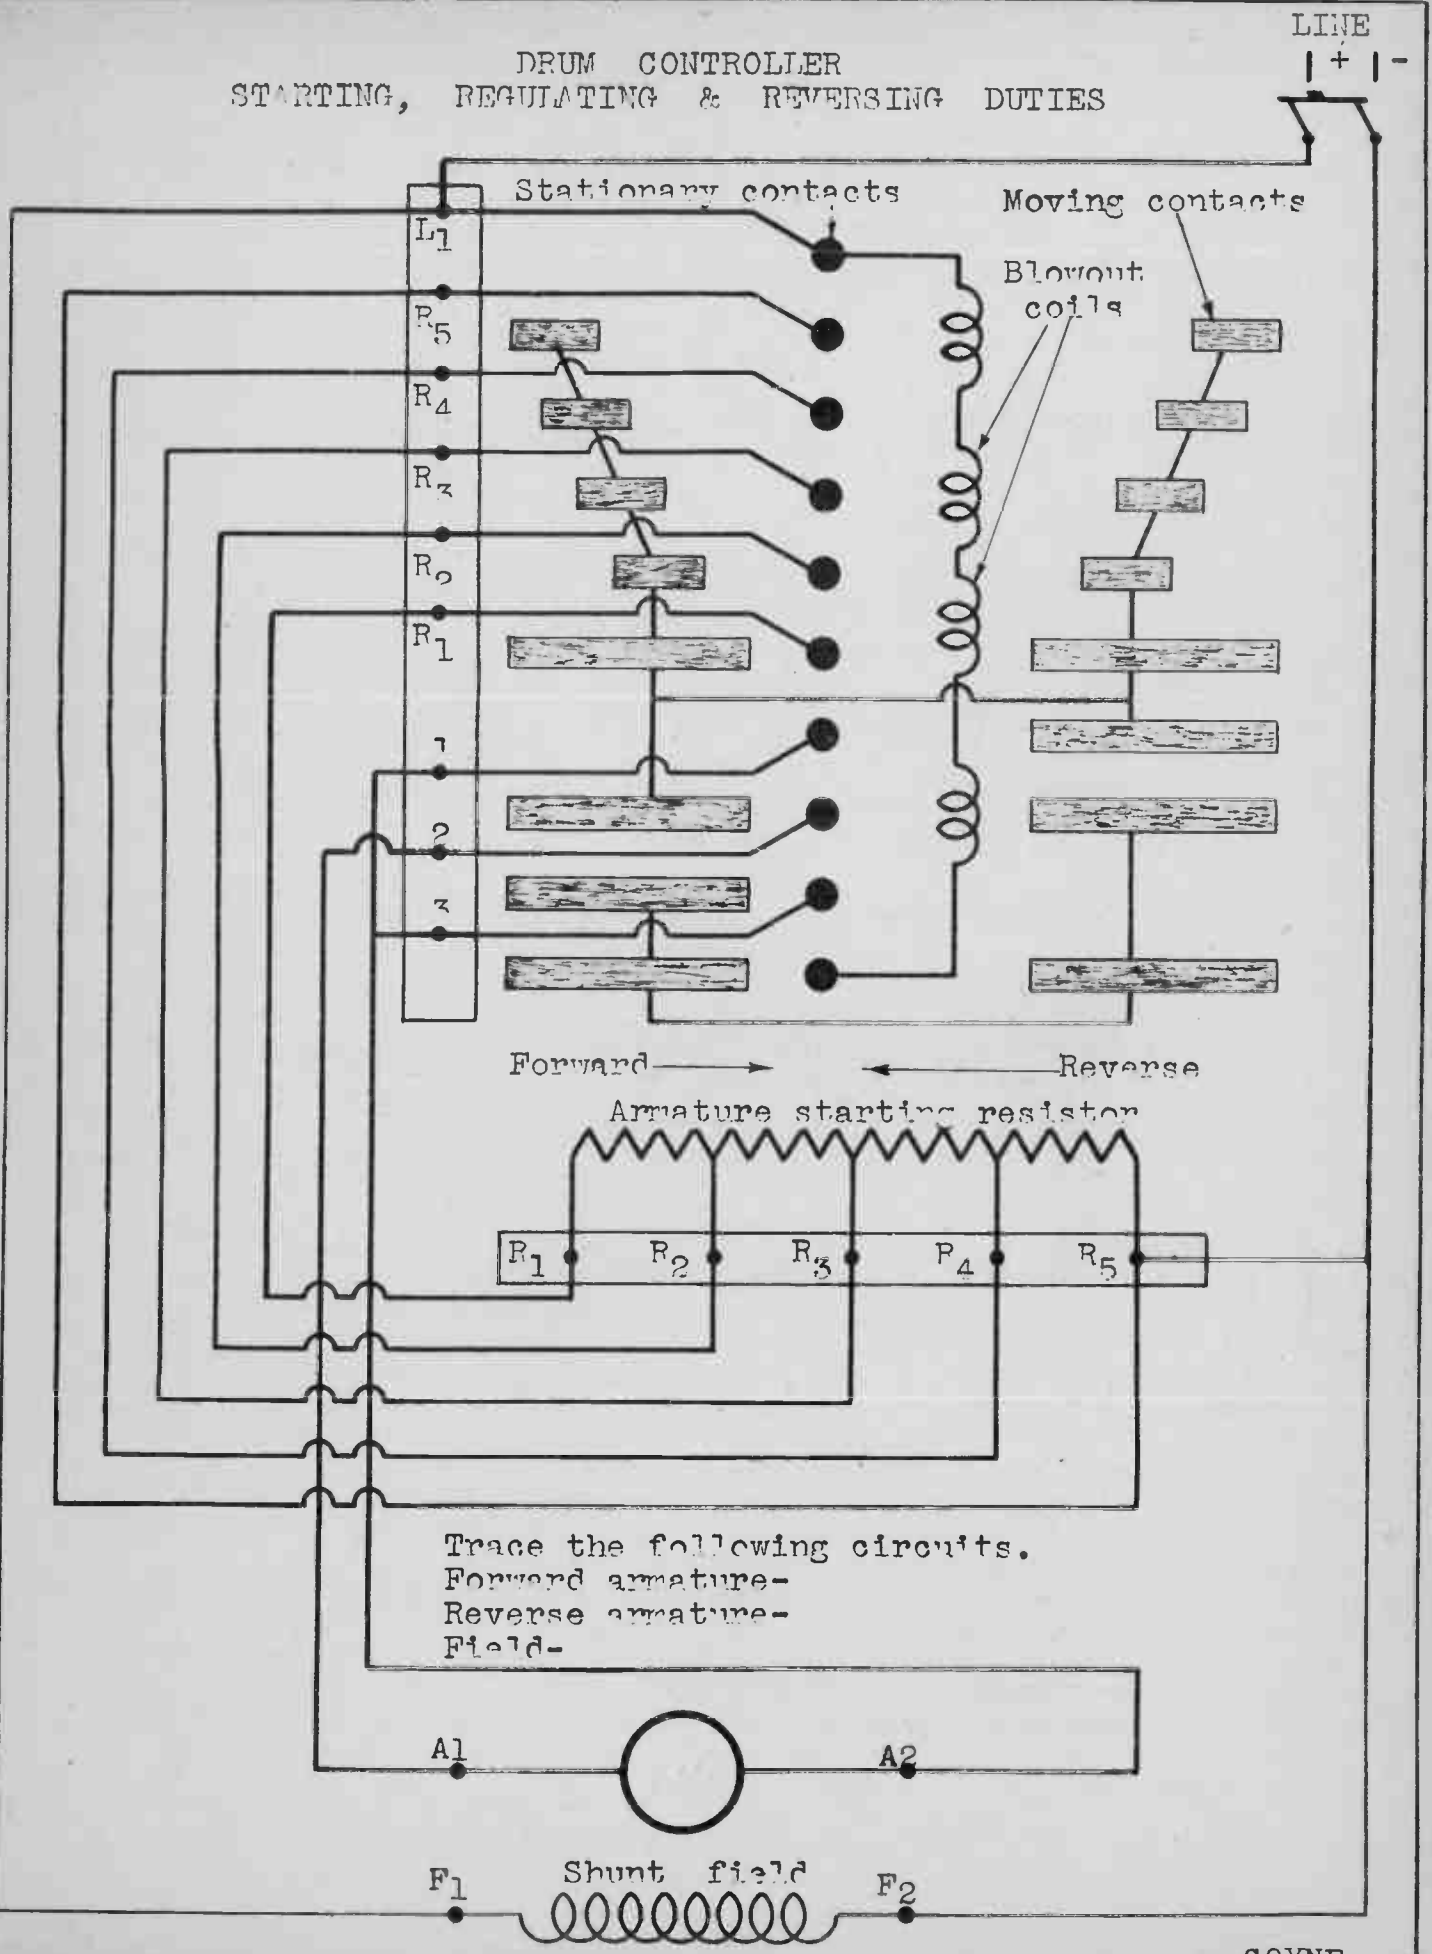 LINE
+ -
DRUM CONTROLLER
STARTING, REGULATING & REVERSING DUTIES
Stationary contacts
Moving contacts
L1
Blowout
coils
R5
R4
R3
R2
R1
1
2
3
Forward
Reverse
Armature starting resistor
R1 R2 R3 R4 R5
Trace the following circuits.
Forward armature-
Reverse armature-
Field-
A1 A2
Shunt field
F1 F2